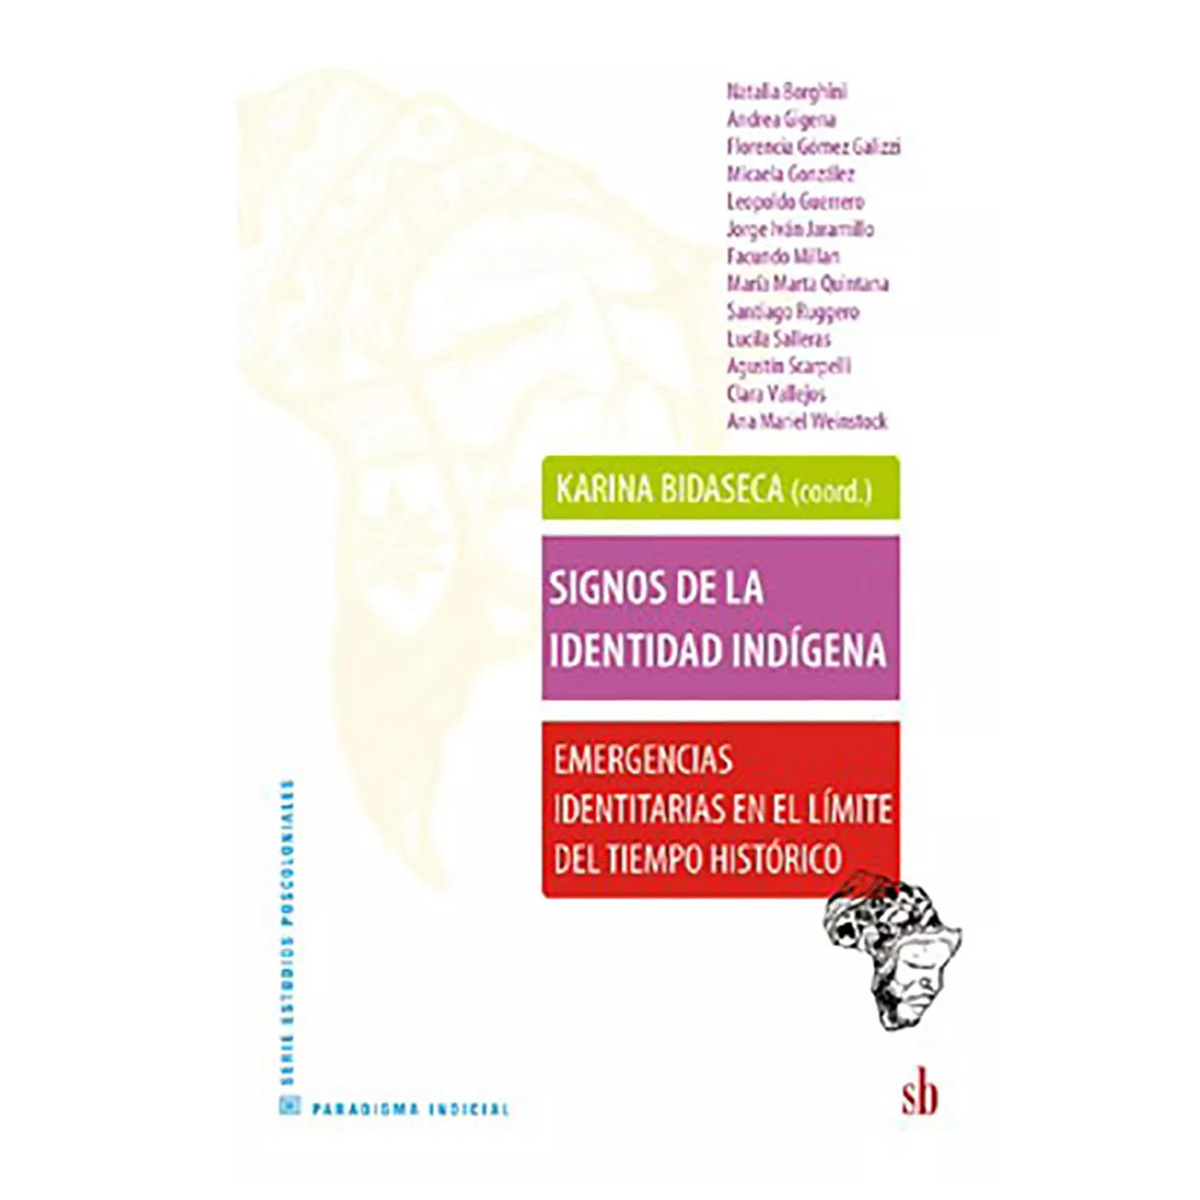 Natalia Borghini
Andrea Gigena
Florencia Gómez Galizzi
Micaela González
Leopoldo Guerrero
Jorge Iván Jaramillo
Facundo Millan
María Marta Quintana
Santiago Ruggero
Lucila Salleras
Agustín Scarpelli
Clara Vallejos
Ana Mariel Weinstock
KARINA BIDASECA (coord.)
SIGNOS DE LA
IDENTIDAD INDÍGENA
EMERGENCIAS
IDENTITARIAS EN EL LÍMITE
DEL TIEMPO HISTÓRICO
SERIE ESTUDIOS POSCOLONIALES
PARADIGMA INDICIAL
sb